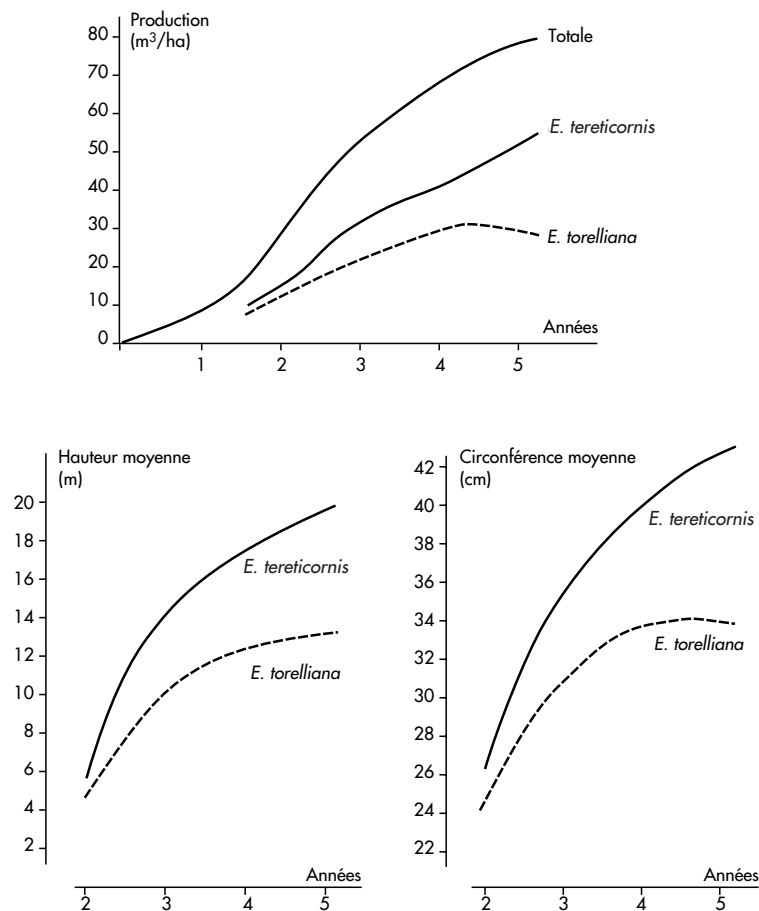 Production
(m³/ha)
80
70
60
50
40
30
20
10
0
Totale
E. tereticornis
E. torelliana
Années
1 2 3 4 5
Hauteur moyenne
(m)
20
18
16
14
12
10
8
6
4
2
E. tereticornis
E. torelliana
Années
2 3 4 5
Circonférence moyenne
(cm)
42
40
38
36
34
32
30
28
26
24
22
E. tereticornis
E. torelliana
Années
2 3 4 5